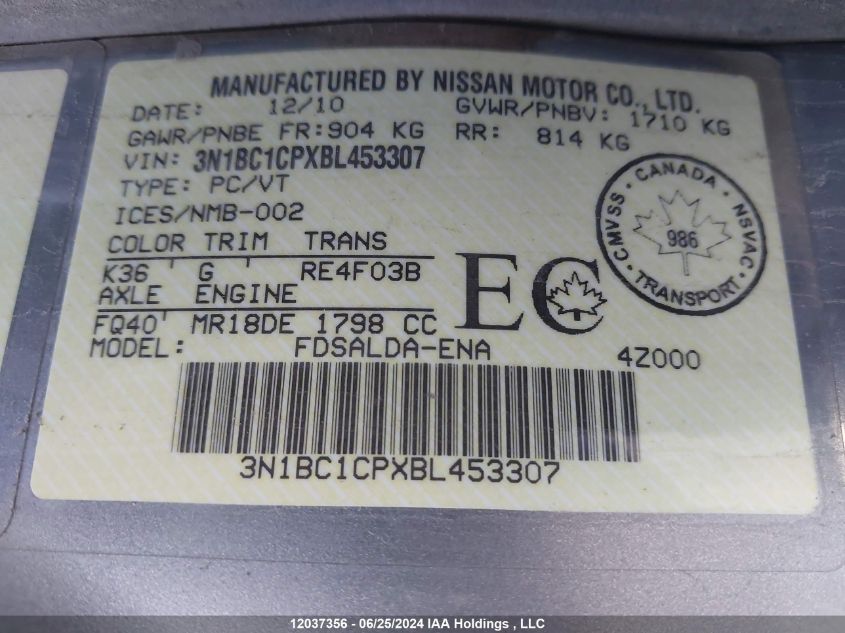 MANUFACTURED BY NISSAN MOTOR CO., LTD.
DATE: 12/10 GVWR/PNBV: 1710 KG
GAWR/PNBE FR: 904 KG RR: 814 KG
VIN: 3N1BC1CPXBL453307
TYPE: PC/VT
ICES/NMB-002
COLOR TRIM TRANS
K36 ' G ' RE4F03B
AXLE ENGINE
FQ40' MR18DE 1798 CC
MODEL: FDSALDA-ENA 4Z000
EC
· CANADA · NSVAC · TRANSPORT · CMVSS
986
3N1BC1CPXBL453307
12037356 - 06/25/2024 IAA Holdings , LLC